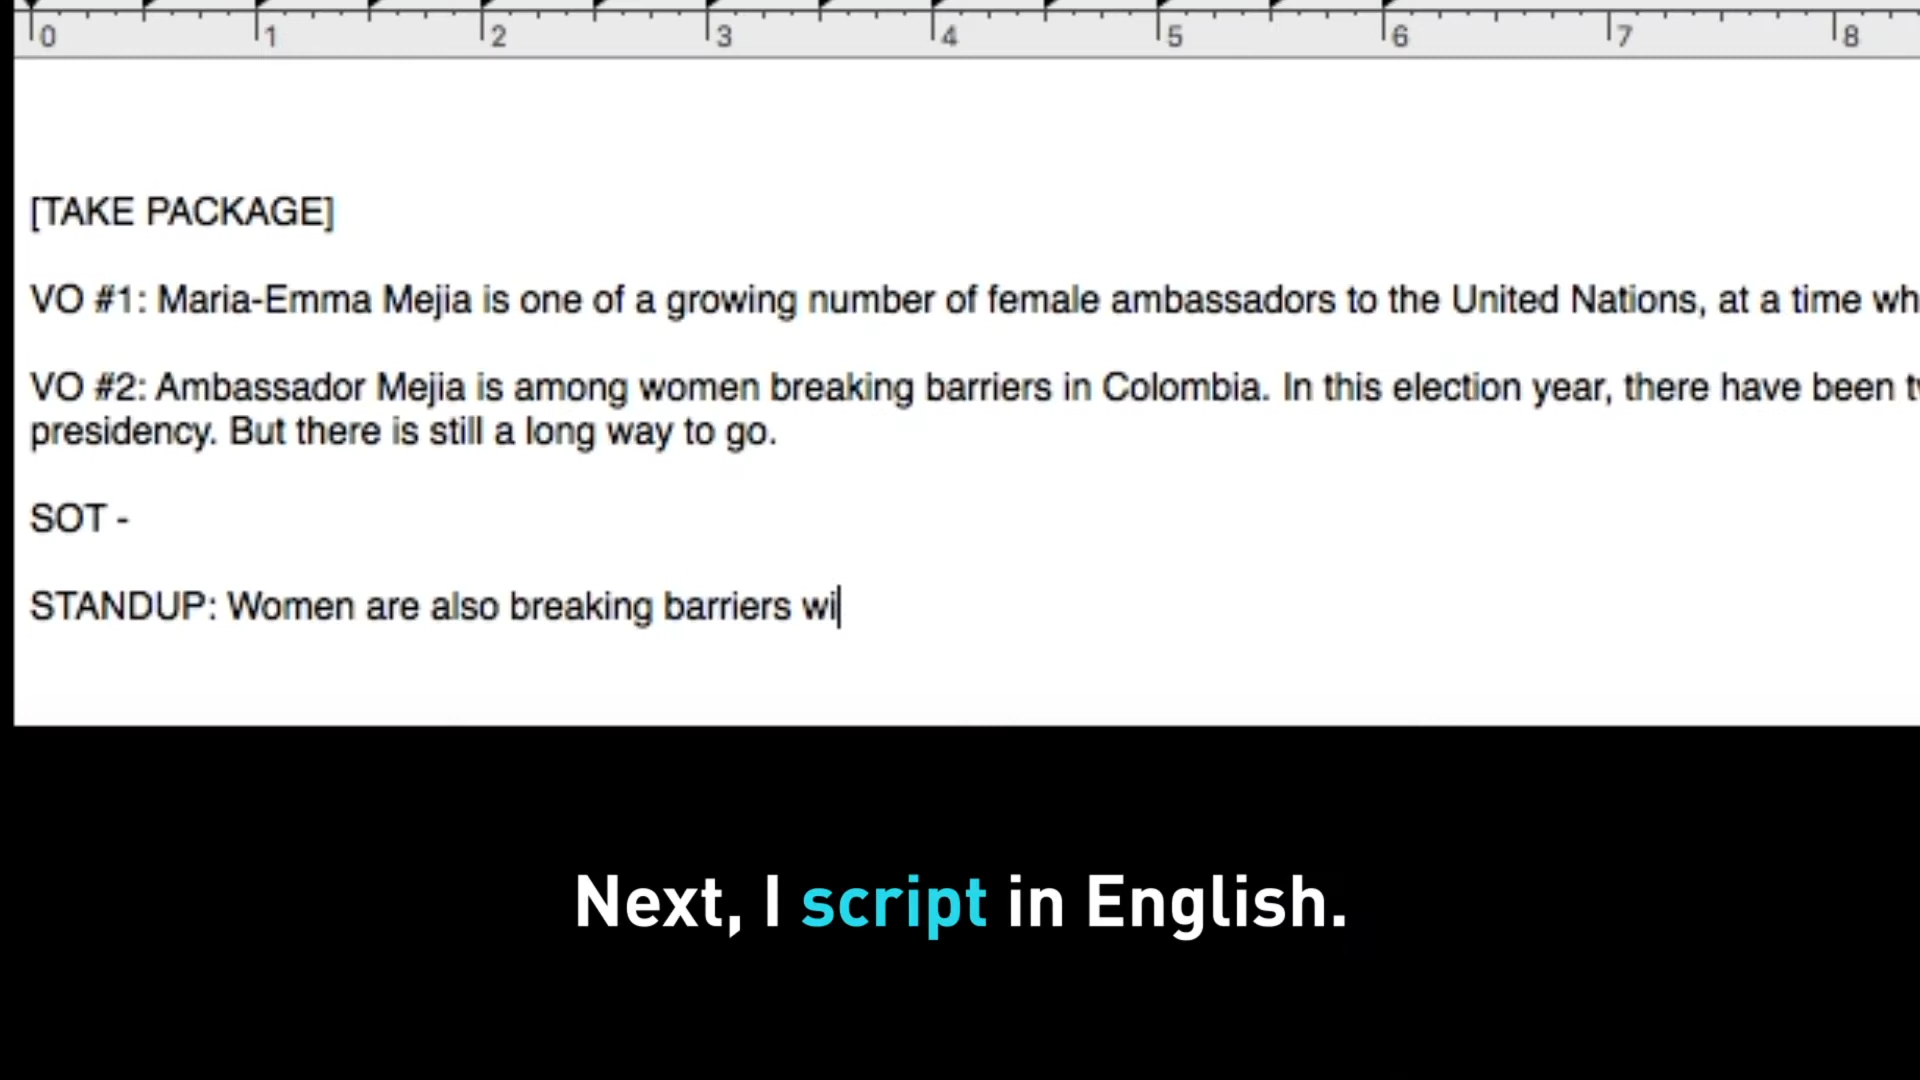 0 1 2 3 4 5 6 7 8
[TAKE PACKAGE]
VO #1: Maria-Emma Mejia is one of a growing number of female ambassadors to the United Nations, at a time
VO #2: Ambassador Mejia is among women breaking barriers in Colombia. In this election year, there have been
presidency. But there is still a long way to go.
SOT -
STANDUP: Women are also breaking barriers wi
Next, I script in English.